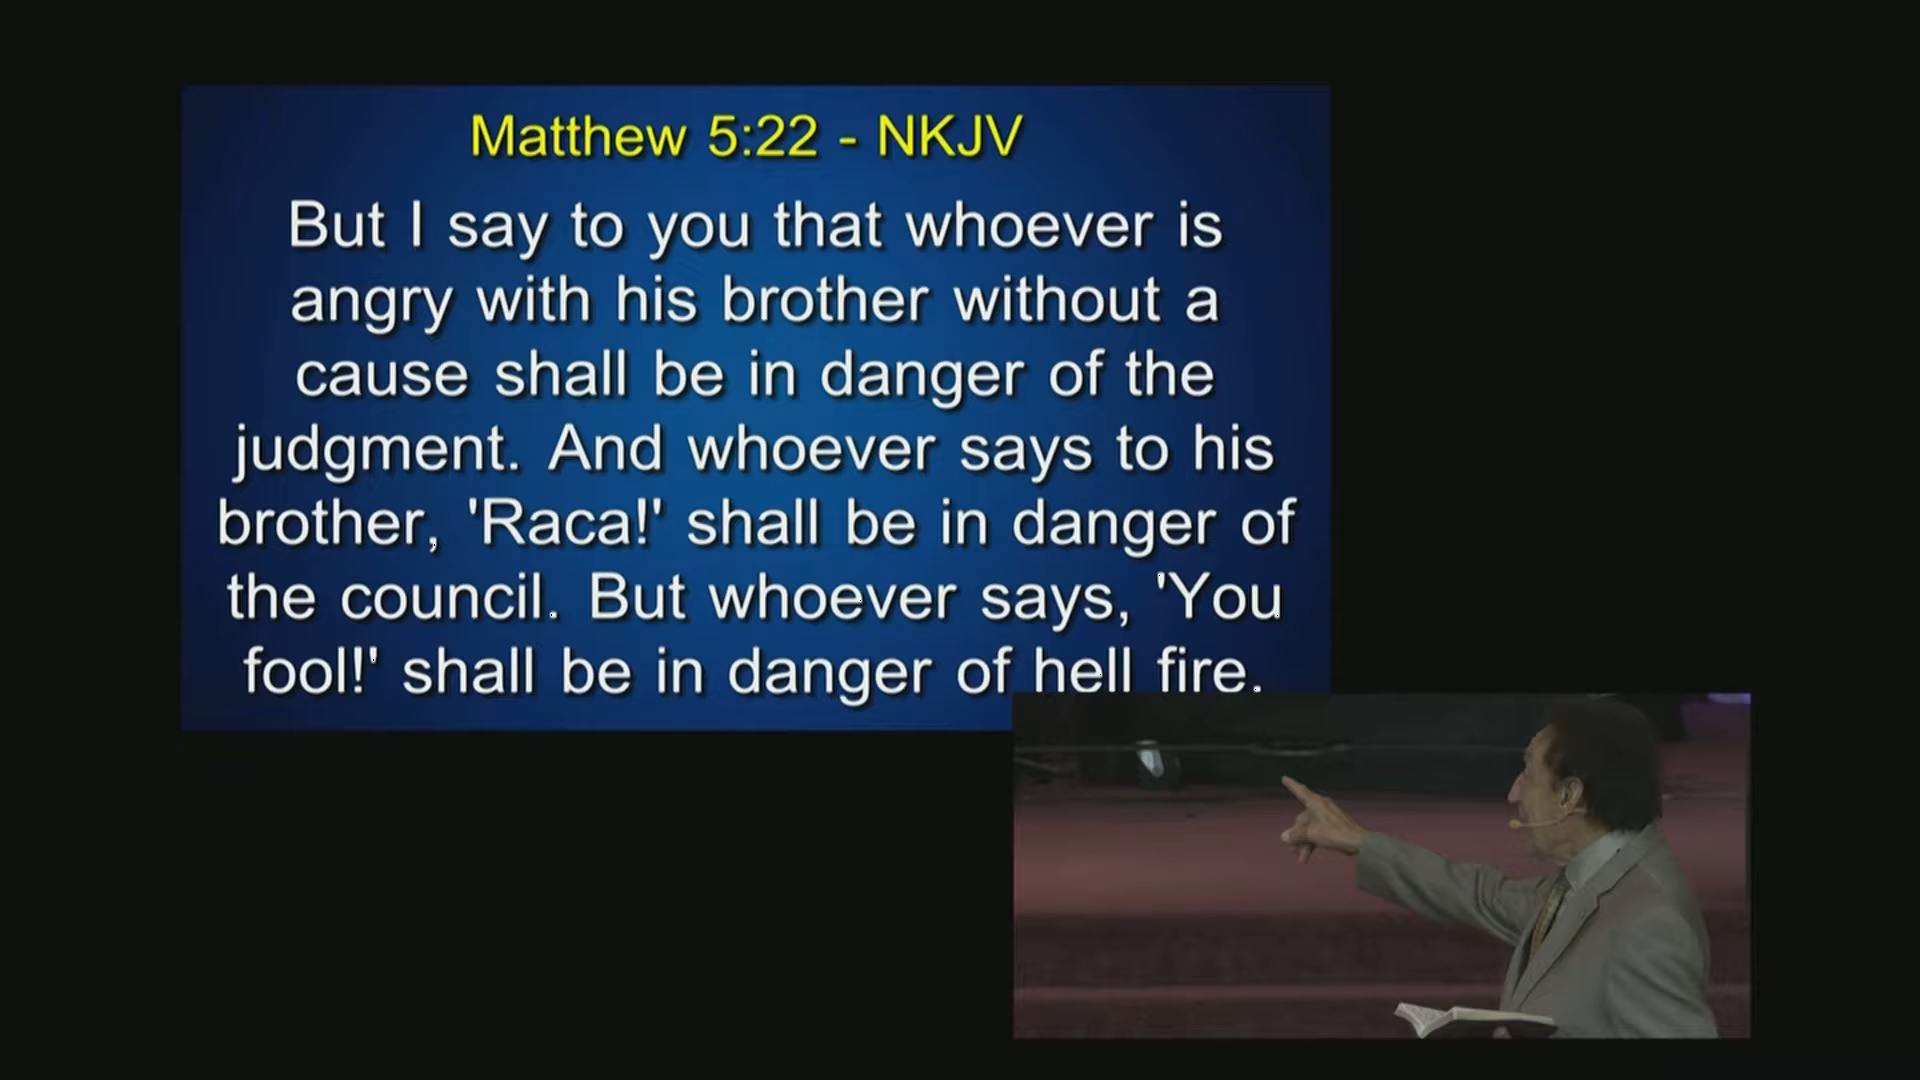 Matthew 5:22 - NKJV
But I say to you that whoever is
angry with his brother without a
cause shall be in danger of the
judgment. And whoever says to his
brother, 'Raca!' shall be in danger of
the council. But whoever says, 'You
fool!' shall be in danger of hell fire.